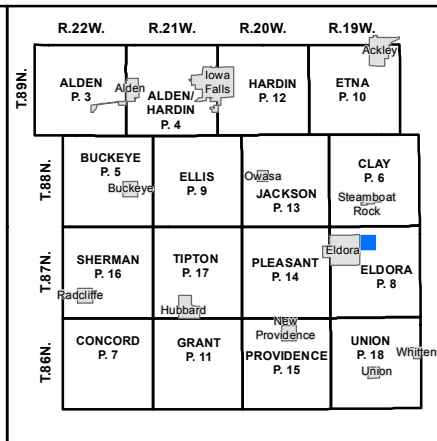 R.22W. R.21W. R.20W. R.19W.
T.89N.
Ackley
ALDEN
P. 3
Alden
ALDEN/
HARDIN
P. 4
Iowa
Falls
HARDIN
P. 12
ETNA
P. 10
T.88N.
BUCKEYE
P. 5
Buckeye
ELLIS
P. 9
Owasa
JACKSON
P. 13
CLAY
P. 6
Steamboat
Rock
T.87N.
SHERMAN
P. 16
Radcliffe
TIPTON
P. 17
Hubbard
PLEASANT
P. 14
Eldora
ELDORA
P. 8
T.86N.
CONCORD
P. 7
GRANT
P. 11
New
Providence
PROVIDENCE
P. 15
UNION
P. 18
Union
Whitten